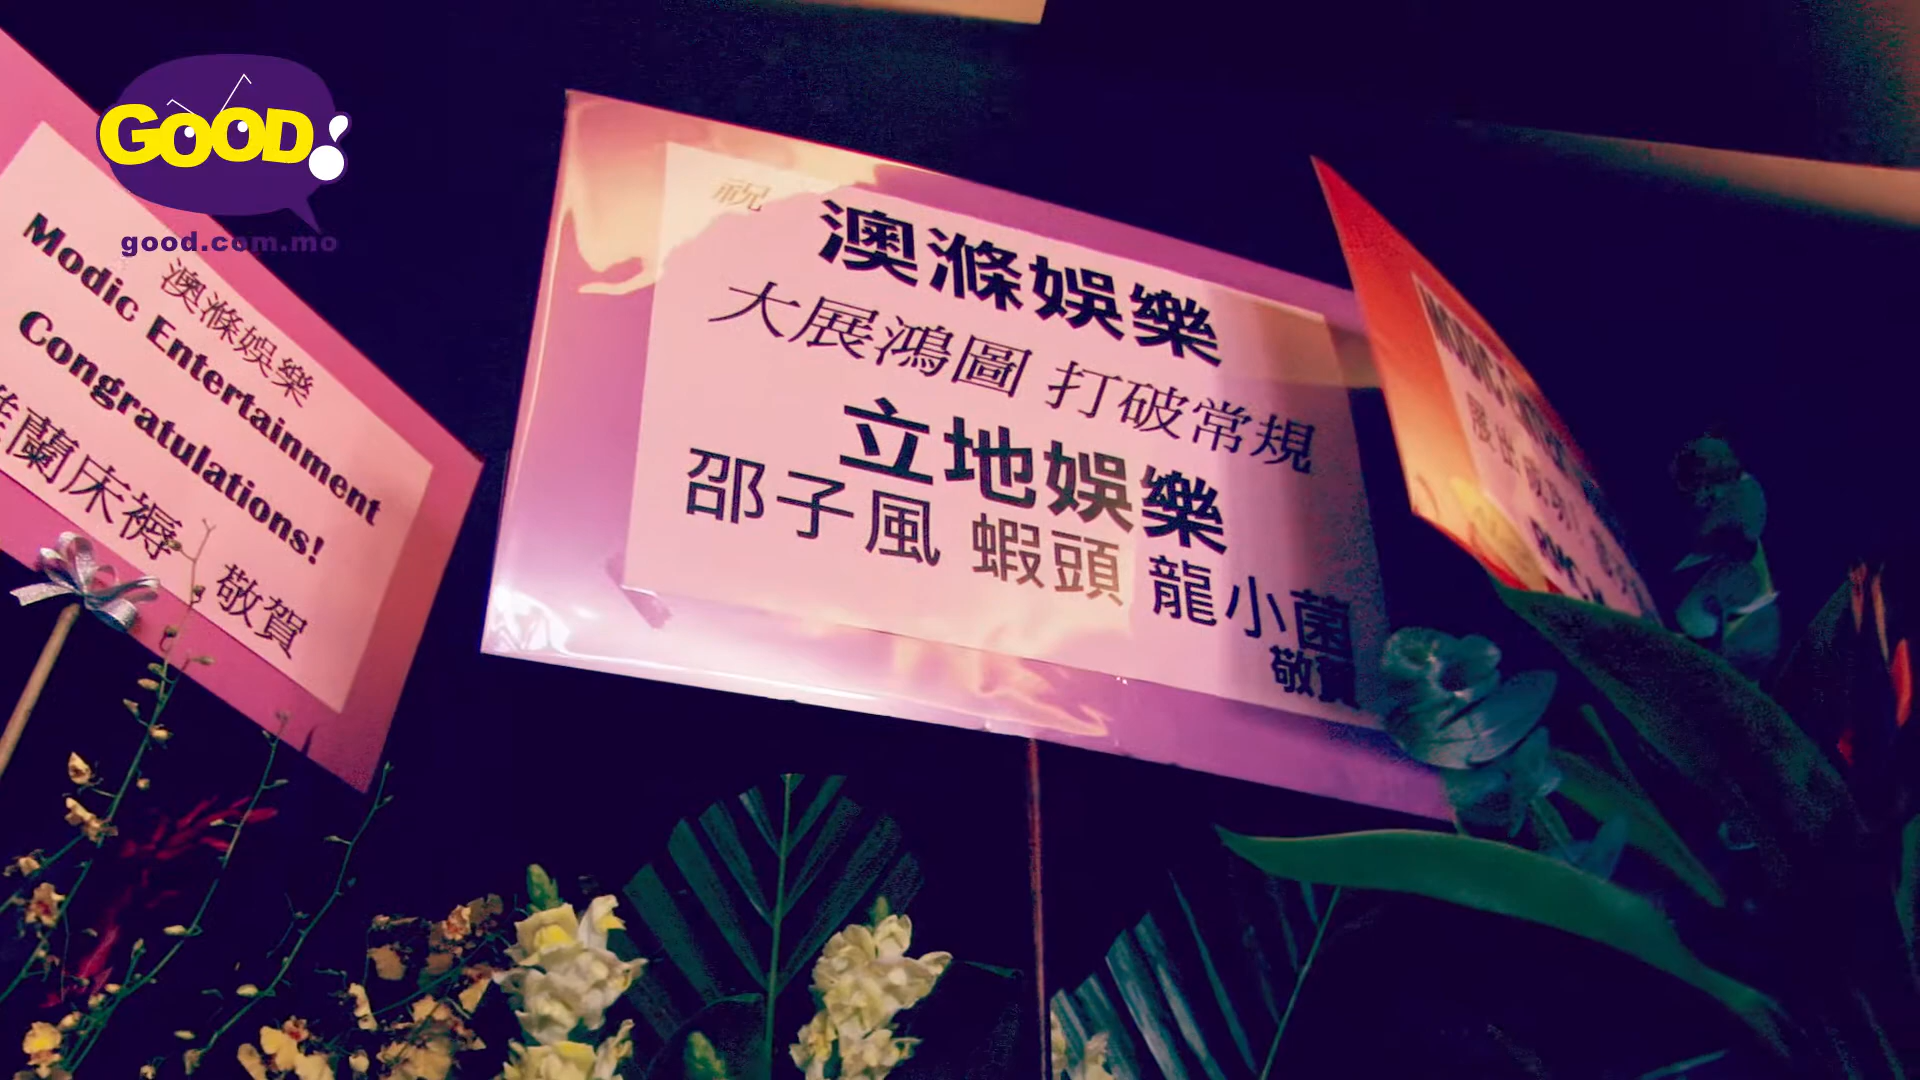 GOOD!
good.com.mo
澳滌娛樂
Modic Entertainment
Congratulations!
蘭床褥 敬賀
祝
澳滌娛樂
大展鴻圖 打破常規
立地娛樂
邵子風 蝦頭 龍小菌
敬賀